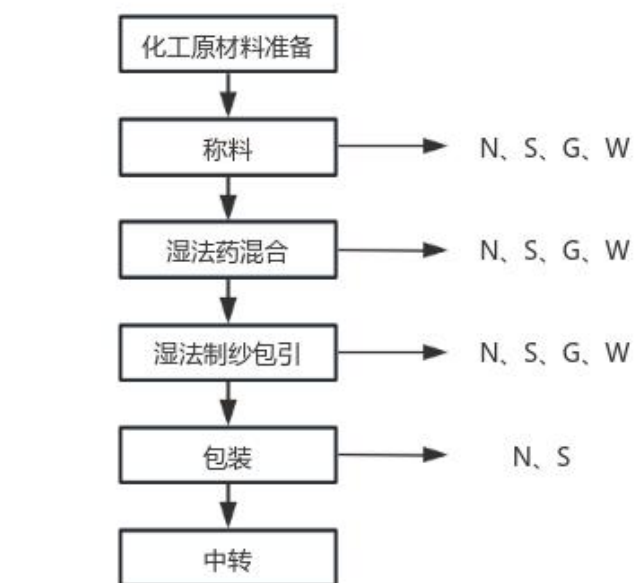 化工原材料准备
称料
N、S、G、W
湿法药混合
N、S、G、W
湿法制纱包引
N、S、G、W
包装
N、S
中转